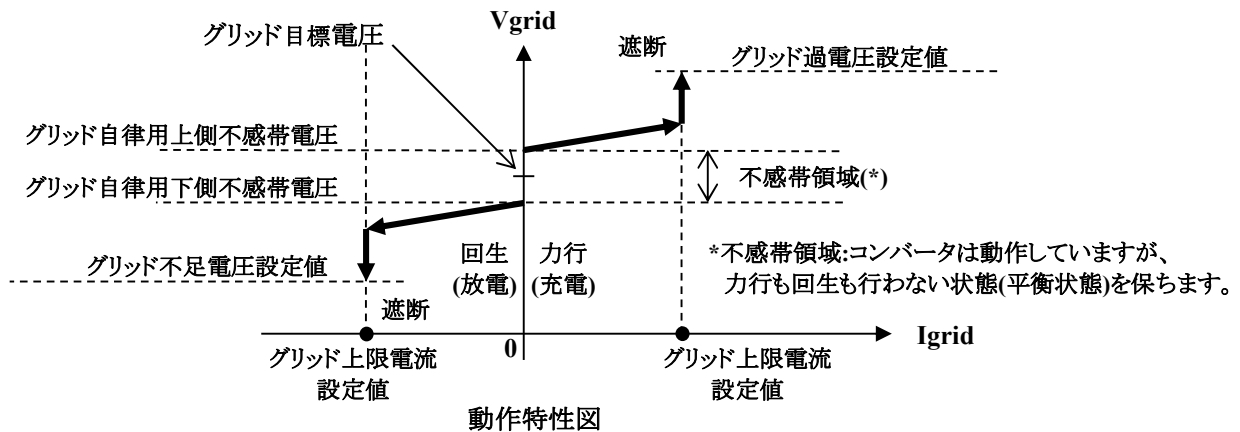 Vgrid
グリッド目標電圧
遮断
グリッド過電圧設定値
グリッド自律用上側不感帯電圧
グリッド自律用下側不感帯電圧
不感帯領域(*)
グリッド不足電圧設定値
回生
(放電)
力行
(充電)
*不感帯領域:コンバータは動作していますが、
力行も回生も行わない状態(平衡状態)を保ちます。
遮断
0
Igrid
グリッド上限電流
設定値
グリッド上限電流
設定値
動作特性図